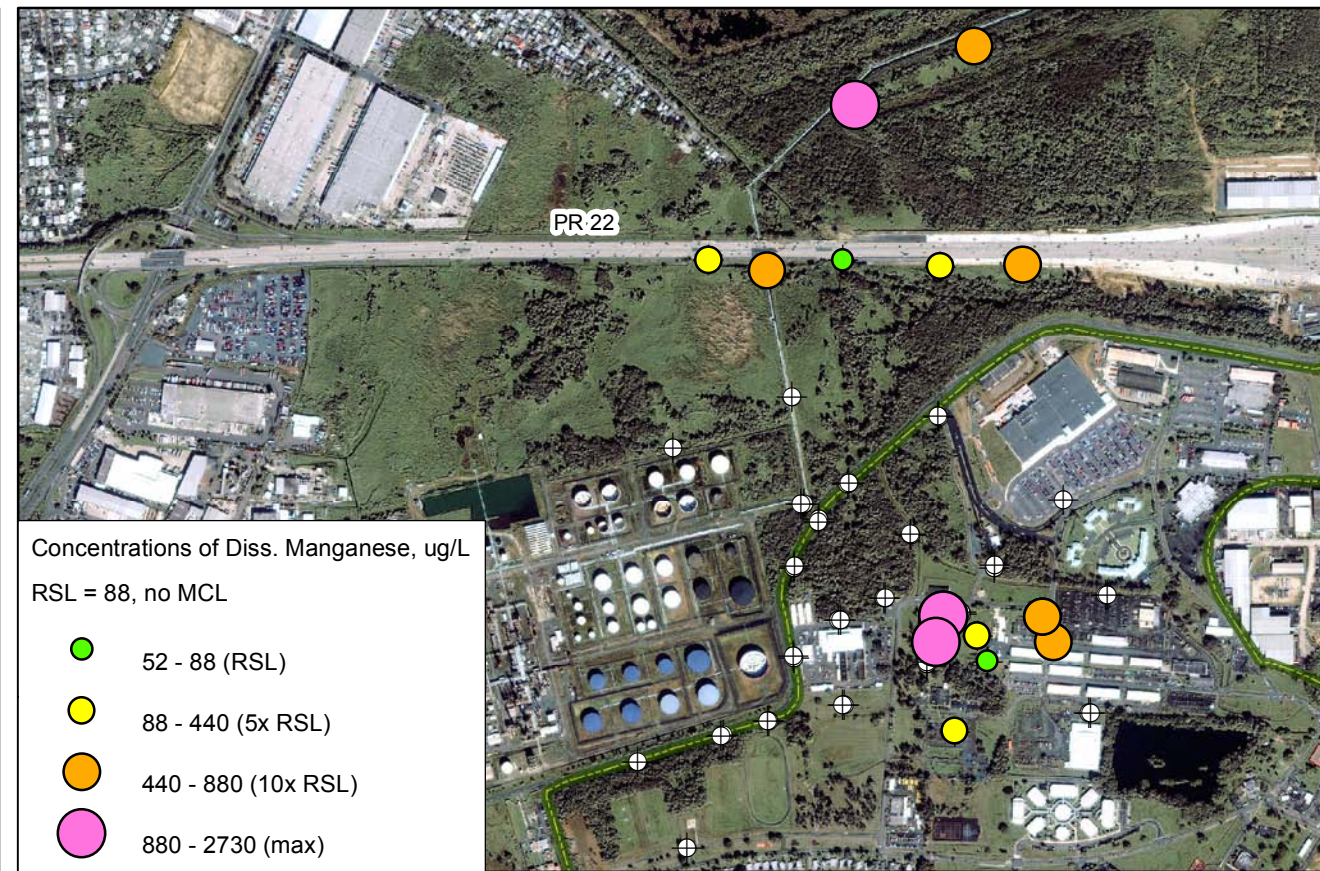 PR 22
Concentrations of Diss. Manganese, ug/L
RSL = 88, no MCL
52 - 88 (RSL)
88 - 440 (5x RSL)
440 - 880 (10x RSL)
880 - 2730 (max)